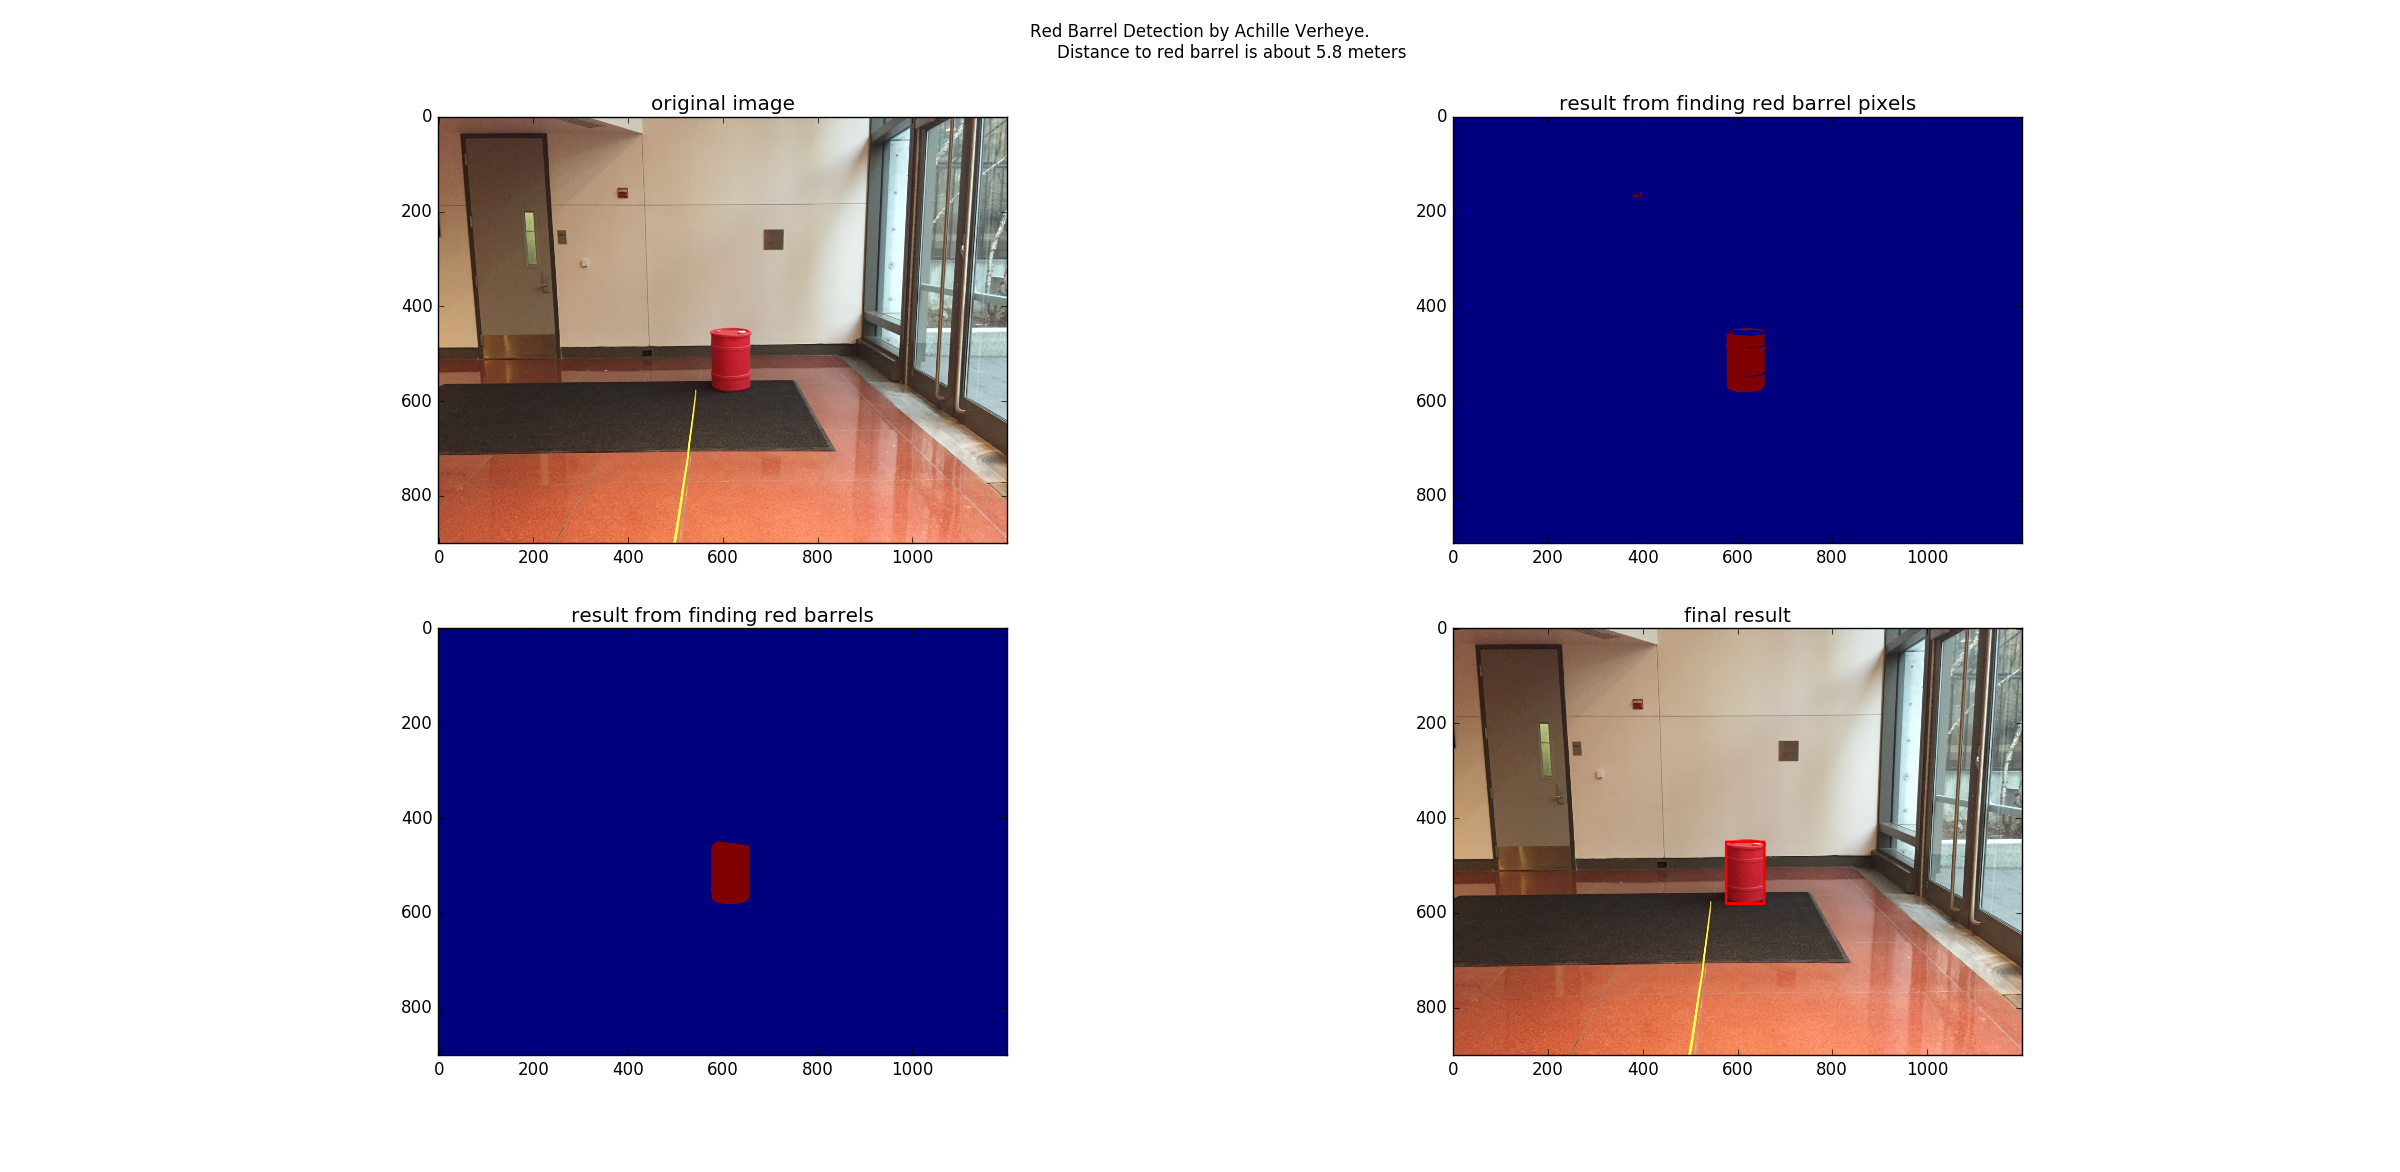 Red Barrel Detection by Achille Verheye.
Distance to red barrel is about 5.8 meters
original image
0
200
400
600
800
0 200 400 600 800 1000
result from finding red barrel pixels
0
200
400
600
800
0 200 400 600 800 1000
result from finding red barrels
0
200
400
600
800
0 200 400 600 800 1000
final result
0
200
400
600
800
0 200 400 600 800 1000